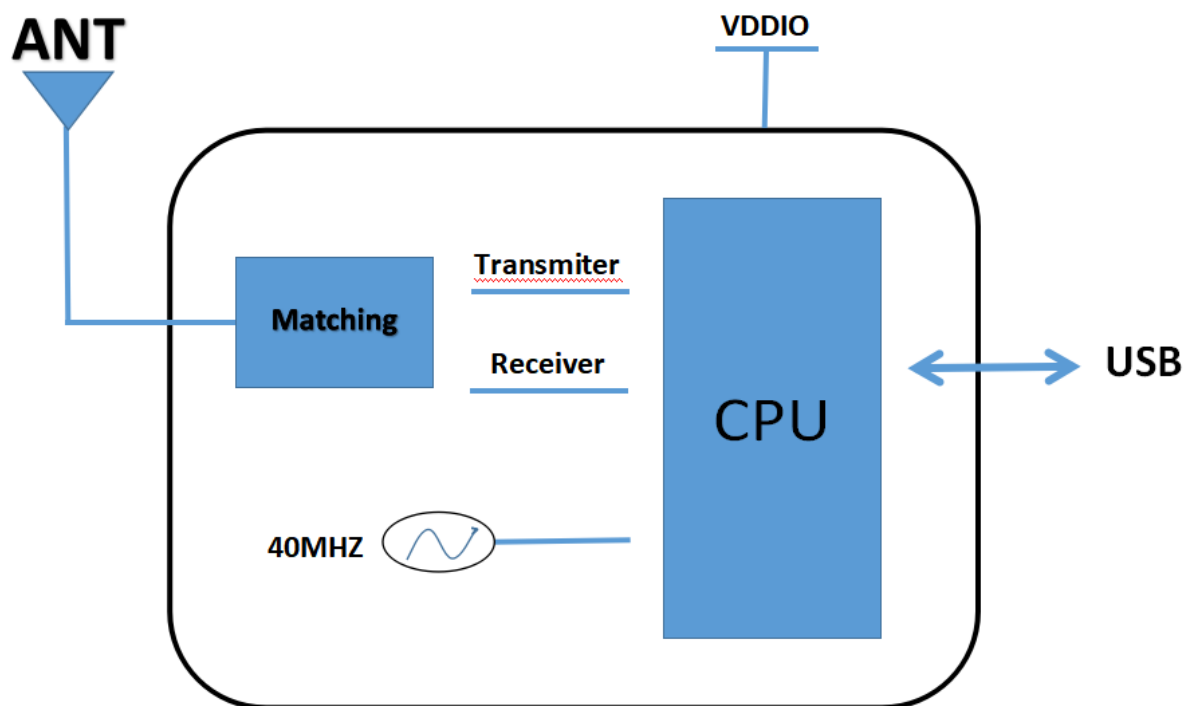 ANT
VDDIO
Transmiter
Matching
Receiver
CPU
USB
40MHZ